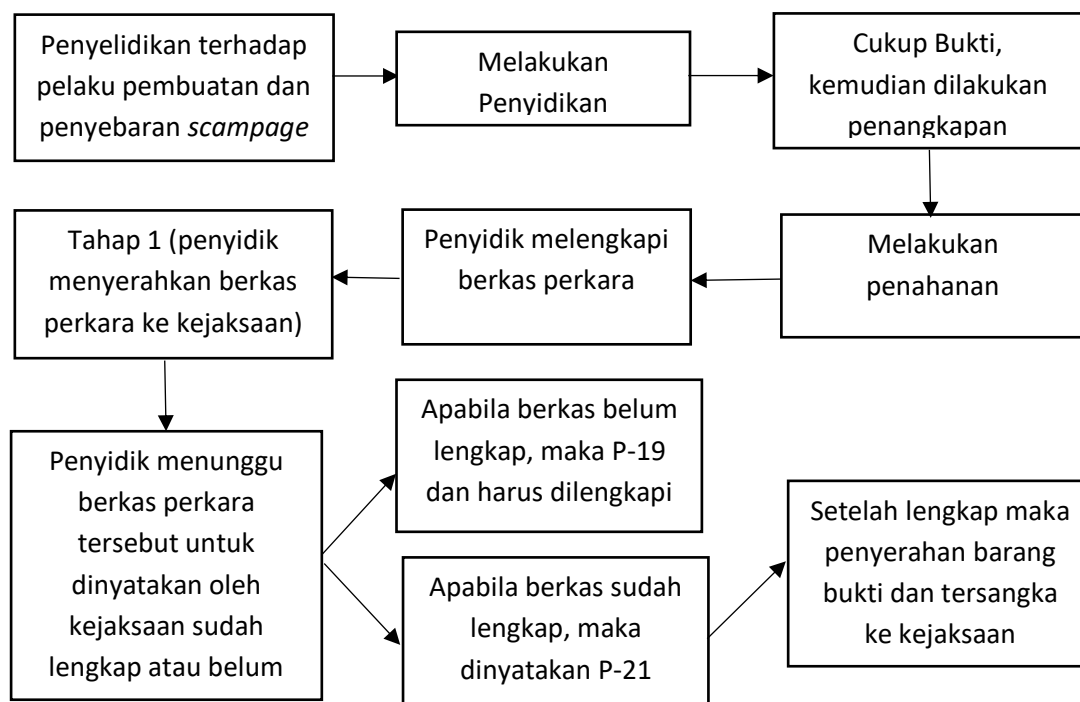 Penyelidikan terhadap
pelaku pembuatan dan
penyebaran scampage
Melakukan
Penyidikan
Cukup Bukti,
kemudian dilakukan
penangkapan
Melakukan
penahanan
Penyidik melengkapi
berkas perkara
Tahap 1 (penyidik
menyerahkan berkas
perkara ke kejaksaan)
Penyidik menunggu
berkas perkara
tersebut untuk
dinyatakan oleh
kejaksaan sudah
lengkap atau belum
Apabila berkas belum
lengkap, maka P-19
dan harus dilengkapi
Apabila berkas sudah
lengkap, maka
dinyatakan P-21
Setelah lengkap maka
penyerahan barang
bukti dan tersangka
ke kejaksaan